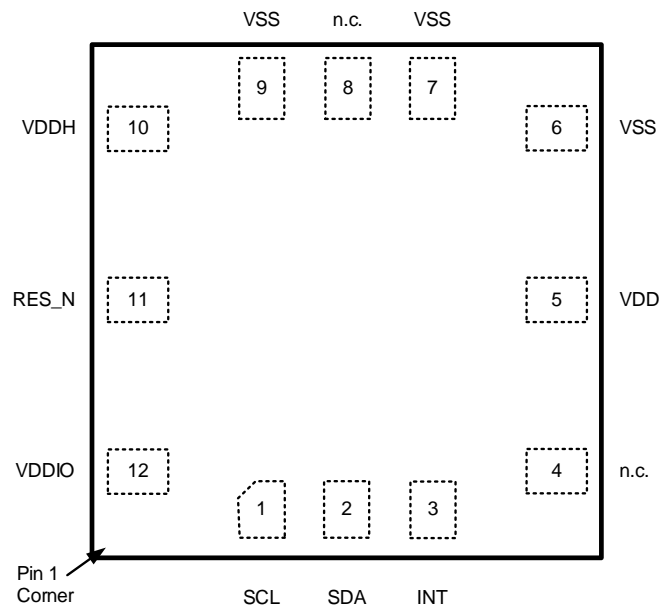 VSS n.c. VSS
9 8 7
VDDH 10 6 VSS
RES_N 11 5 VDD
VDDIO 12 4 n.c.
1 2 3
Pin 1
Corner
SCL SDA INT